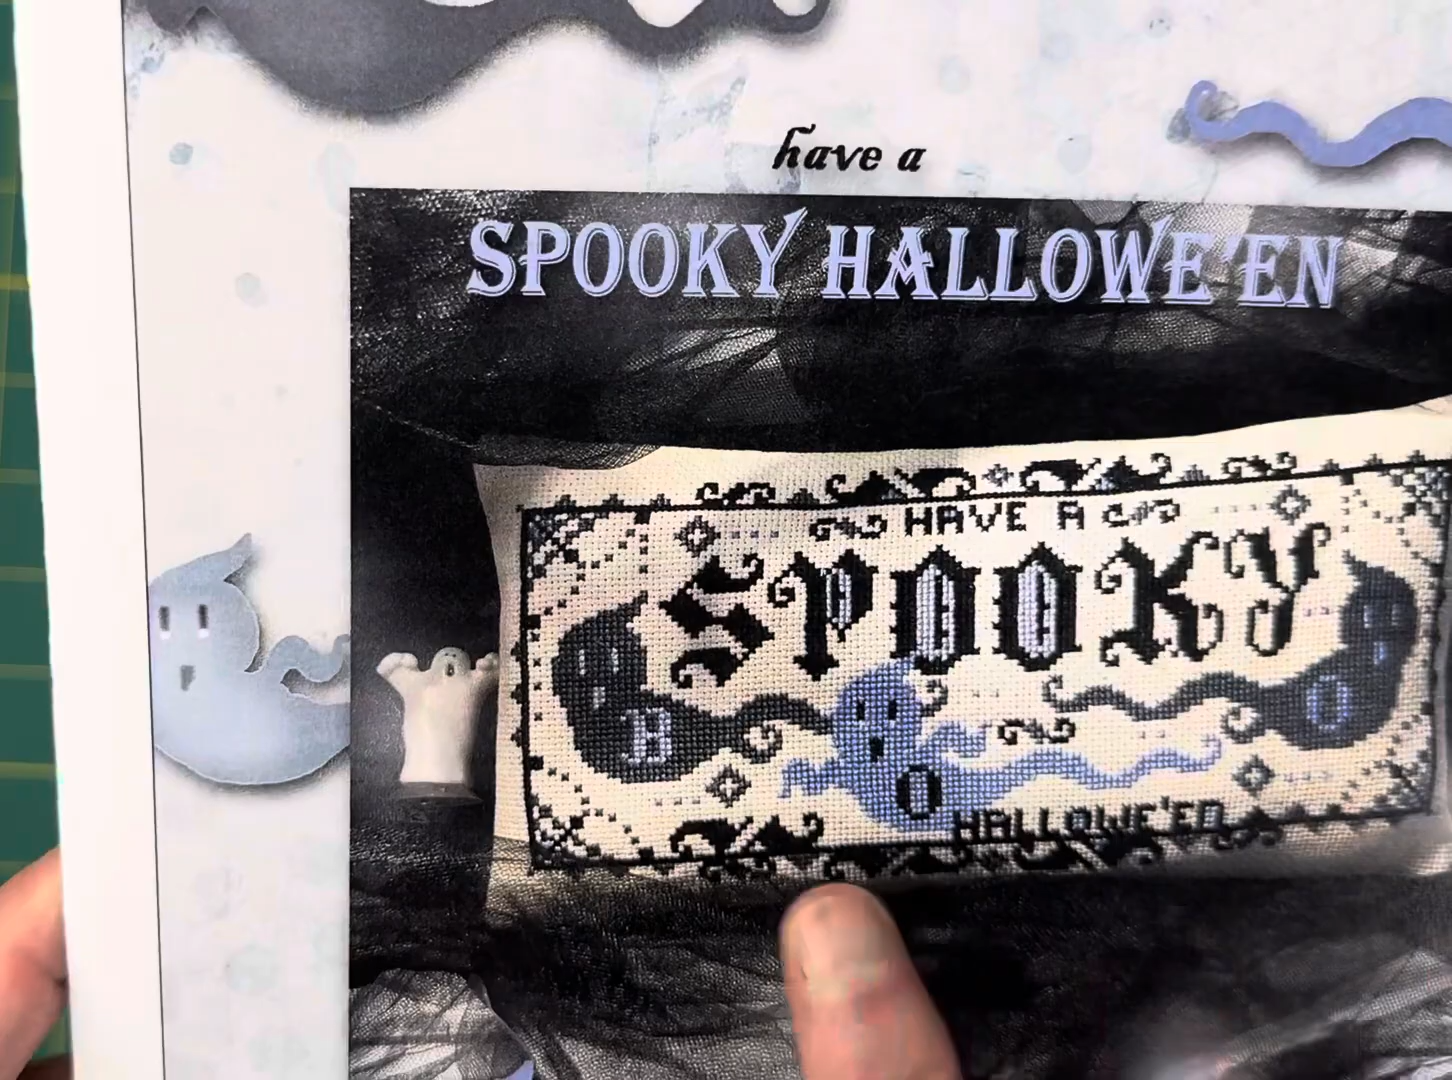 have a
SPOOKY HALLOWE'EN
HAVE A
SPOOKY
B
O
O
HALLOWE'EN